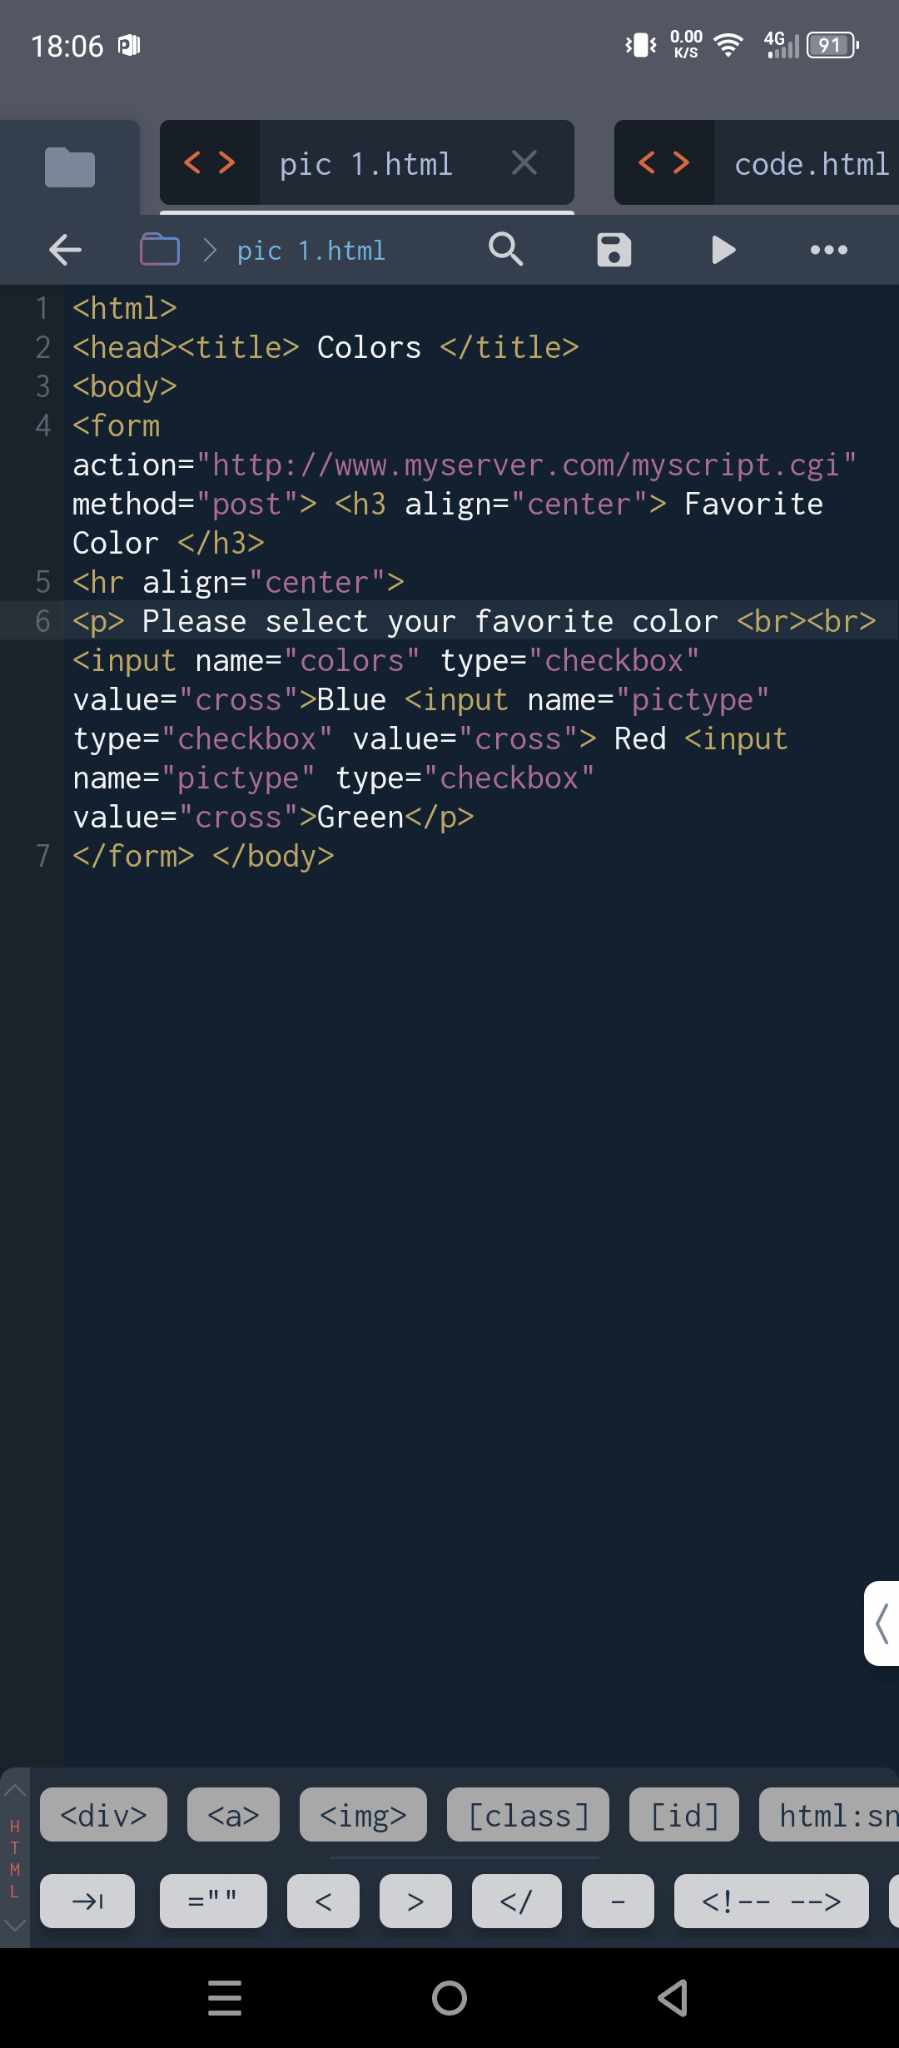 18:06 0.00 K/S 4G 91
< > pic 1.html < > code.html
pic 1.html
1 <html>
2 <head><title> Colors </title>
3 <body>
4 <form
action="http://www.myserver.com/myscript.cgi"
method="post"> <h3 align="center"> Favorite
Color </h3>
5 <hr align="center">
6 <p> Please select your favorite color <br><br>
<input name="colors" type="checkbox"
value="cross">Blue <input name="pictype"
type="checkbox" value="cross"> Red <input
name="pictype" type="checkbox"
value="cross">Green</p>
7 </form> </body>
HTML
<div> <a> <img> [class] [id] html:sn
="" < > </ - <!-- -->